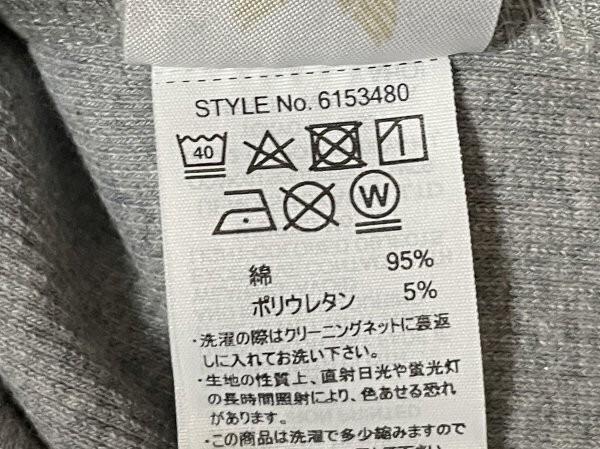 STYLE No. 6153480
40
W
綿 95%
ポリウレタン 5%
・洗濯の際はクリーニングネットに裏返
しに入れてお洗い下さい。
・生地の性質上、直射日光や蛍光灯
の長時間照射により、色あせる恐れ
があります。
・この商品は洗濯で多少縮みますので